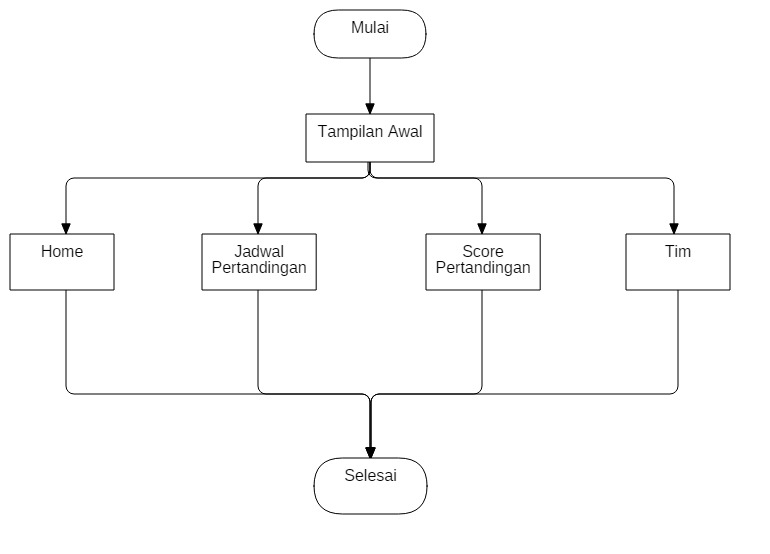 Mulai
Tampilan Awal
Home
Jadwal
Pertandingan
Score
Pertandingan
Tim
Selesai